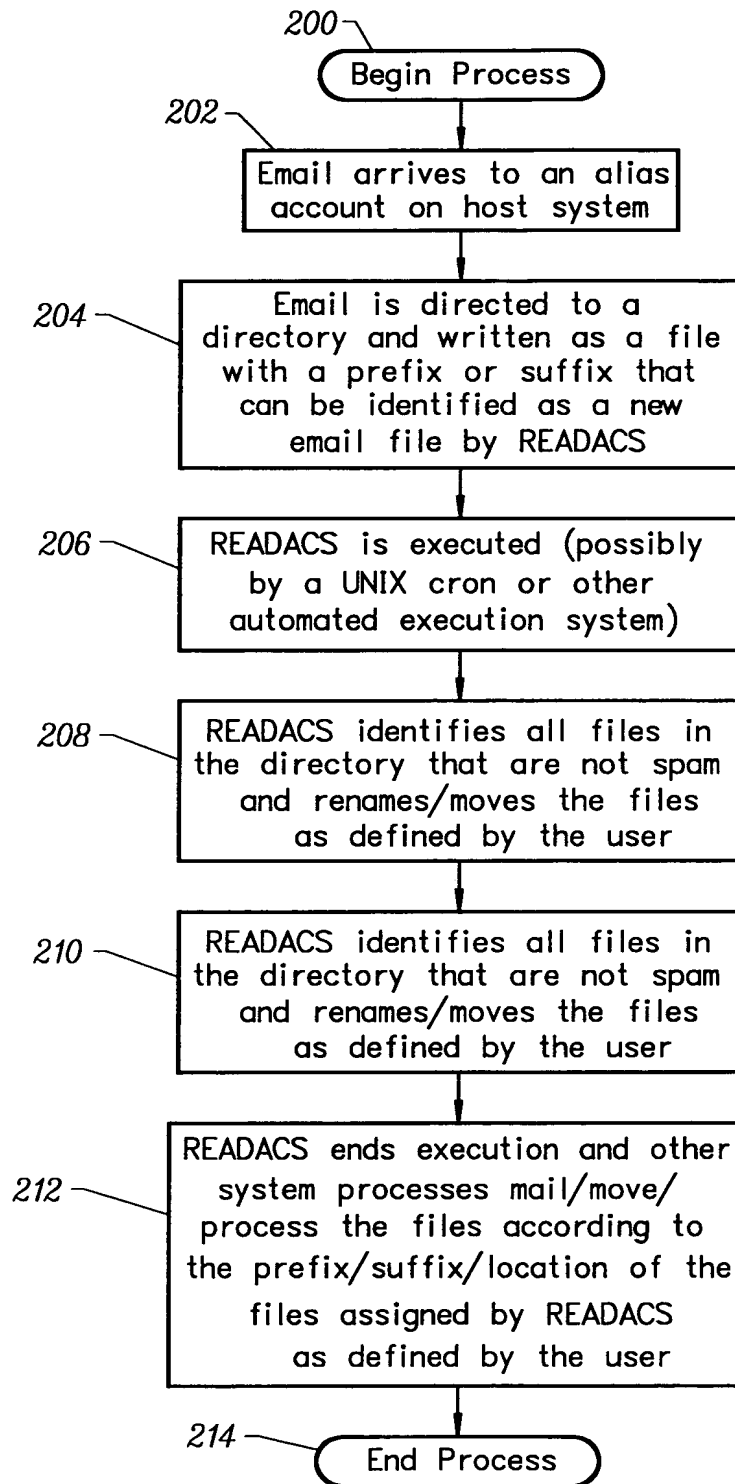 200
Begin Process
202
Email arrives to an alias
account on host system
204
Email is directed to a
directory and written as a file
with a prefix or suffix that
can be identified as a new
email file by READACS
206
READACS is executed (possibly
by a UNIX cron or other
automated execution system)
208
READACS identifies all files in
the directory that are not spam
and renames/moves the files
as defined by the user
210
READACS identifies all files in
the directory that are not spam
and renames/moves the files
as defined by the user
212
READACS ends execution and other
system processes mail/move/
process the files according to
the prefix/suffix/location of the
files assigned by READACS
as defined by the user
214
End Process